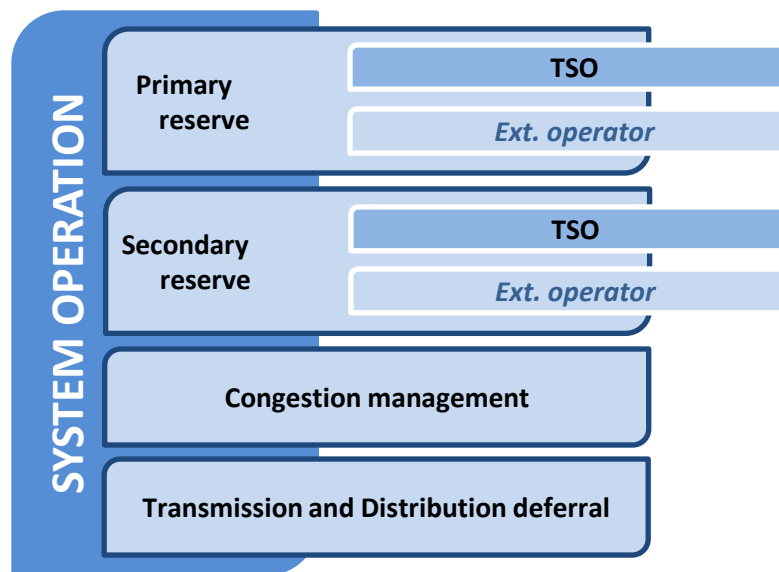 SYSTEM OPERATION
Primary
reserve
TSO
Ext. operator
Secondary
reserve
TSO
Ext. operator
Congestion management
Transmission and Distribution deferral